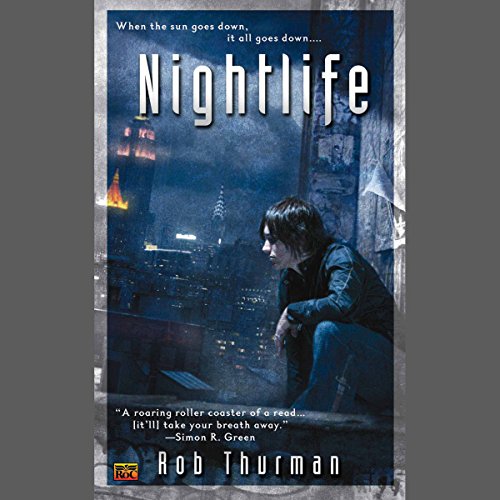 When the sun goes down,
it all goes down....
Nightlife
“A roaring roller coaster of a read...
[it’ll] take your breath away.”
—Simon R. Green
ROC
Rob Thurman